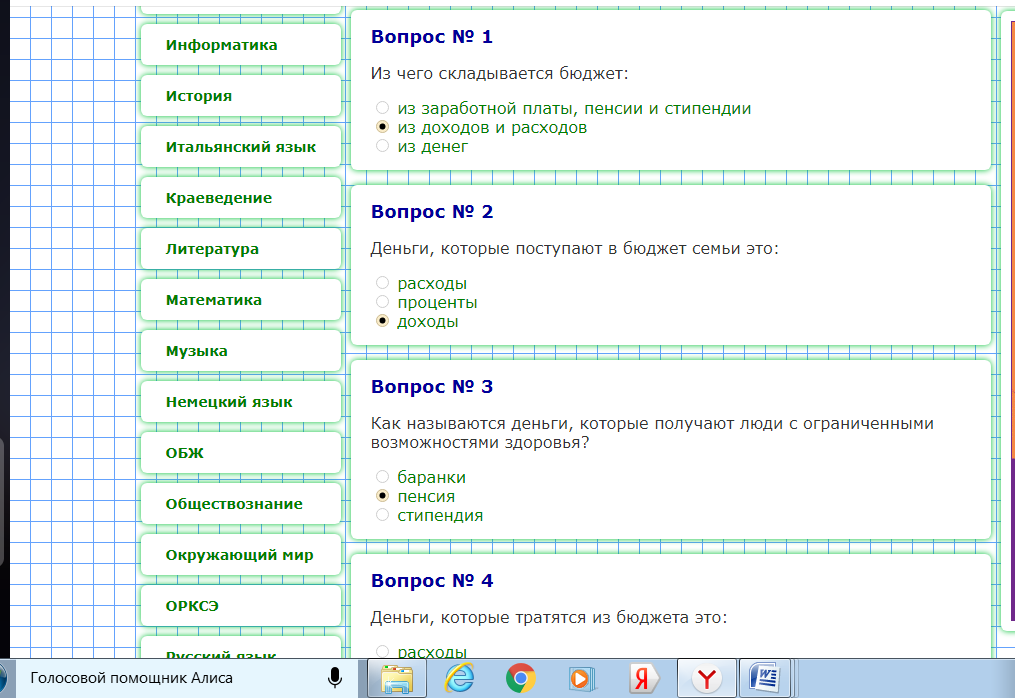 Информатика
История
Итальянский язык
Краеведение
Литература
Математика
Музыка
Немецкий язык
ОБЖ
Обществознание
Окружающий мир
ОРКСЭ
Русский язык
Вопрос № 1
Из чего складывается бюджет:
из заработной платы, пенсии и стипендии
из доходов и расходов
из денег
Вопрос № 2
Деньги, которые поступают в бюджет семьи это:
расходы
проценты
доходы
Вопрос № 3
Как называются деньги, которые получают люди с ограниченными
возможностями здоровья?
баранки
пенсия
стипендия
Вопрос № 4
Деньги, которые тратятся из бюджета это:
расходы
Голосовой помощник Алиса